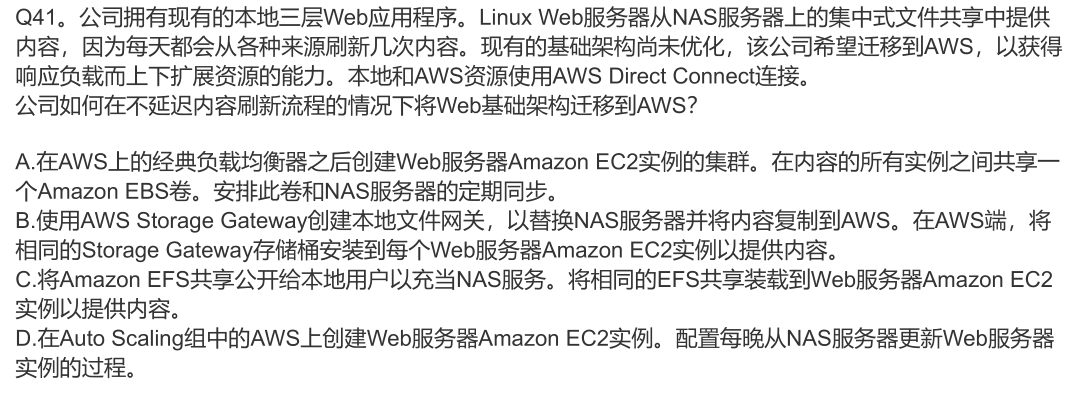 Q41。公司拥有现有的本地三层Web应用程序。Linux Web服务器从NAS服务器上的集中式文件共享中提供
内容，因为每天都会从各种来源刷新几次内容。现有的基础架构尚未优化，该公司希望迁移到AWS，以获得
响应负载而上下扩展资源的能力。本地和AWS资源使用AWS Direct Connect连接。
公司如何在不延迟内容刷新流程的情况下将Web基础架构迁移到AWS？
A.在AWS上的经典负载均衡器之后创建Web服务器Amazon EC2实例的集群。在内容的所有实例之间共享一
个Amazon EBS卷。安排此卷和NAS服务器的定期同步。
B.使用AWS Storage Gateway创建本地文件网关，以替换NAS服务器并将内容复制到AWS。在AWS端，将
相同的Storage Gateway存储桶安装到每个Web服务器Amazon EC2实例以提供内容。
C.将Amazon EFS共享公开给本地用户以充当NAS服务。将相同的EFS共享装载到Web服务器Amazon EC2
实例以提供内容。
D.在Auto Scaling组中的AWS上创建Web服务器Amazon EC2实例。配置每晚从NAS服务器更新Web服务器
实例的过程。